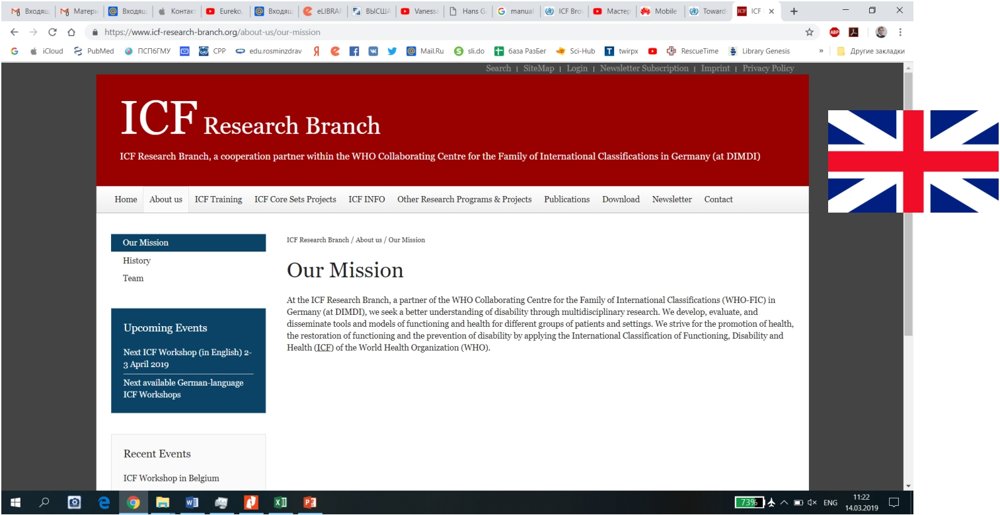 Входящ
Матери
Входящ
Контак
Eureko,
Входящ
eLIBRAF
ВЫСША
Vanessa
Hans G
manual
ICF Bro
Мастер
Mobile
Toward
ICF
https://www.icf-research-branch.org/about-us/our-mission
iCloud
PubMed
ПСПбГМУ
CPP
edu.rosminzdrav
Mail.Ru
sli.do
база РазБег
Sci-Hub
twirpx
RescueTime
Library Genesis
»
Другие закладки
Search | SiteMap | Login | Newsletter Subscription | Imprint | Privacy Policy
ICF Research Branch
ICF Research Branch, a cooperation partner within the WHO Collaborating Centre for the Family of International Classifications in Germany (at DIMDI)
Home About us ICF Training ICF Core Sets Projects ICF INFO Other Research Programs & Projects Publications Download Newsletter Contact
Our Mission
History
Team
Upcoming Events
Next ICF Workshop (in English) 2-
3 April 2019
Next available German-language
ICF Workshops
Recent Events
ICF Workshop in Belgium
ICF Research Branch / About us / Our Mission
Our Mission
At the ICF Research Branch, a partner of the WHO Collaborating Centre for the Family of International Classifications (WHO-FIC) in
Germany (at DIMDI), we seek a better understanding of disability through multidisciplinary research. We develop, evaluate, and
disseminate tools and models of functioning and health for different groups of patients and settings. We strive for the promotion of health,
the restoration of functioning and the prevention of disability by applying the International Classification of Functioning, Disability and
Health (ICF) of the World Health Organization (WHO).
73%
ENG
11:22
14.03.2019